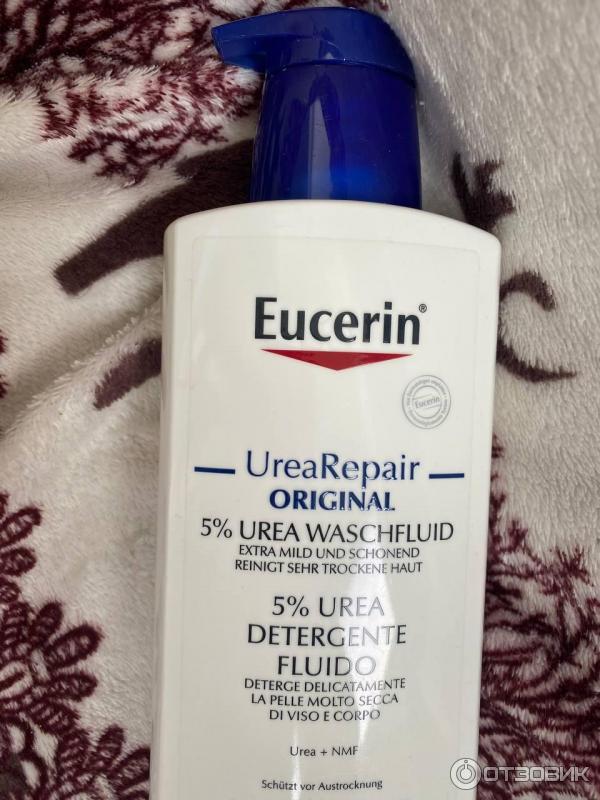 Eucerin®
Eucerin
UreaRepair
ORIGINAL
5% UREA WASCHFLUID
EXTRA MILD UND SCHONEND
REINIGT SEHR TROCKENE HAUT
5% UREA
DETERGENTE
FLUIDO
DETERGE DELICATAMENTE
LA PELLE MOLTO SECCA
DI VISO E CORPO
Urea + NMF
Schützt vor Austrocknung
ОТЗОВИК